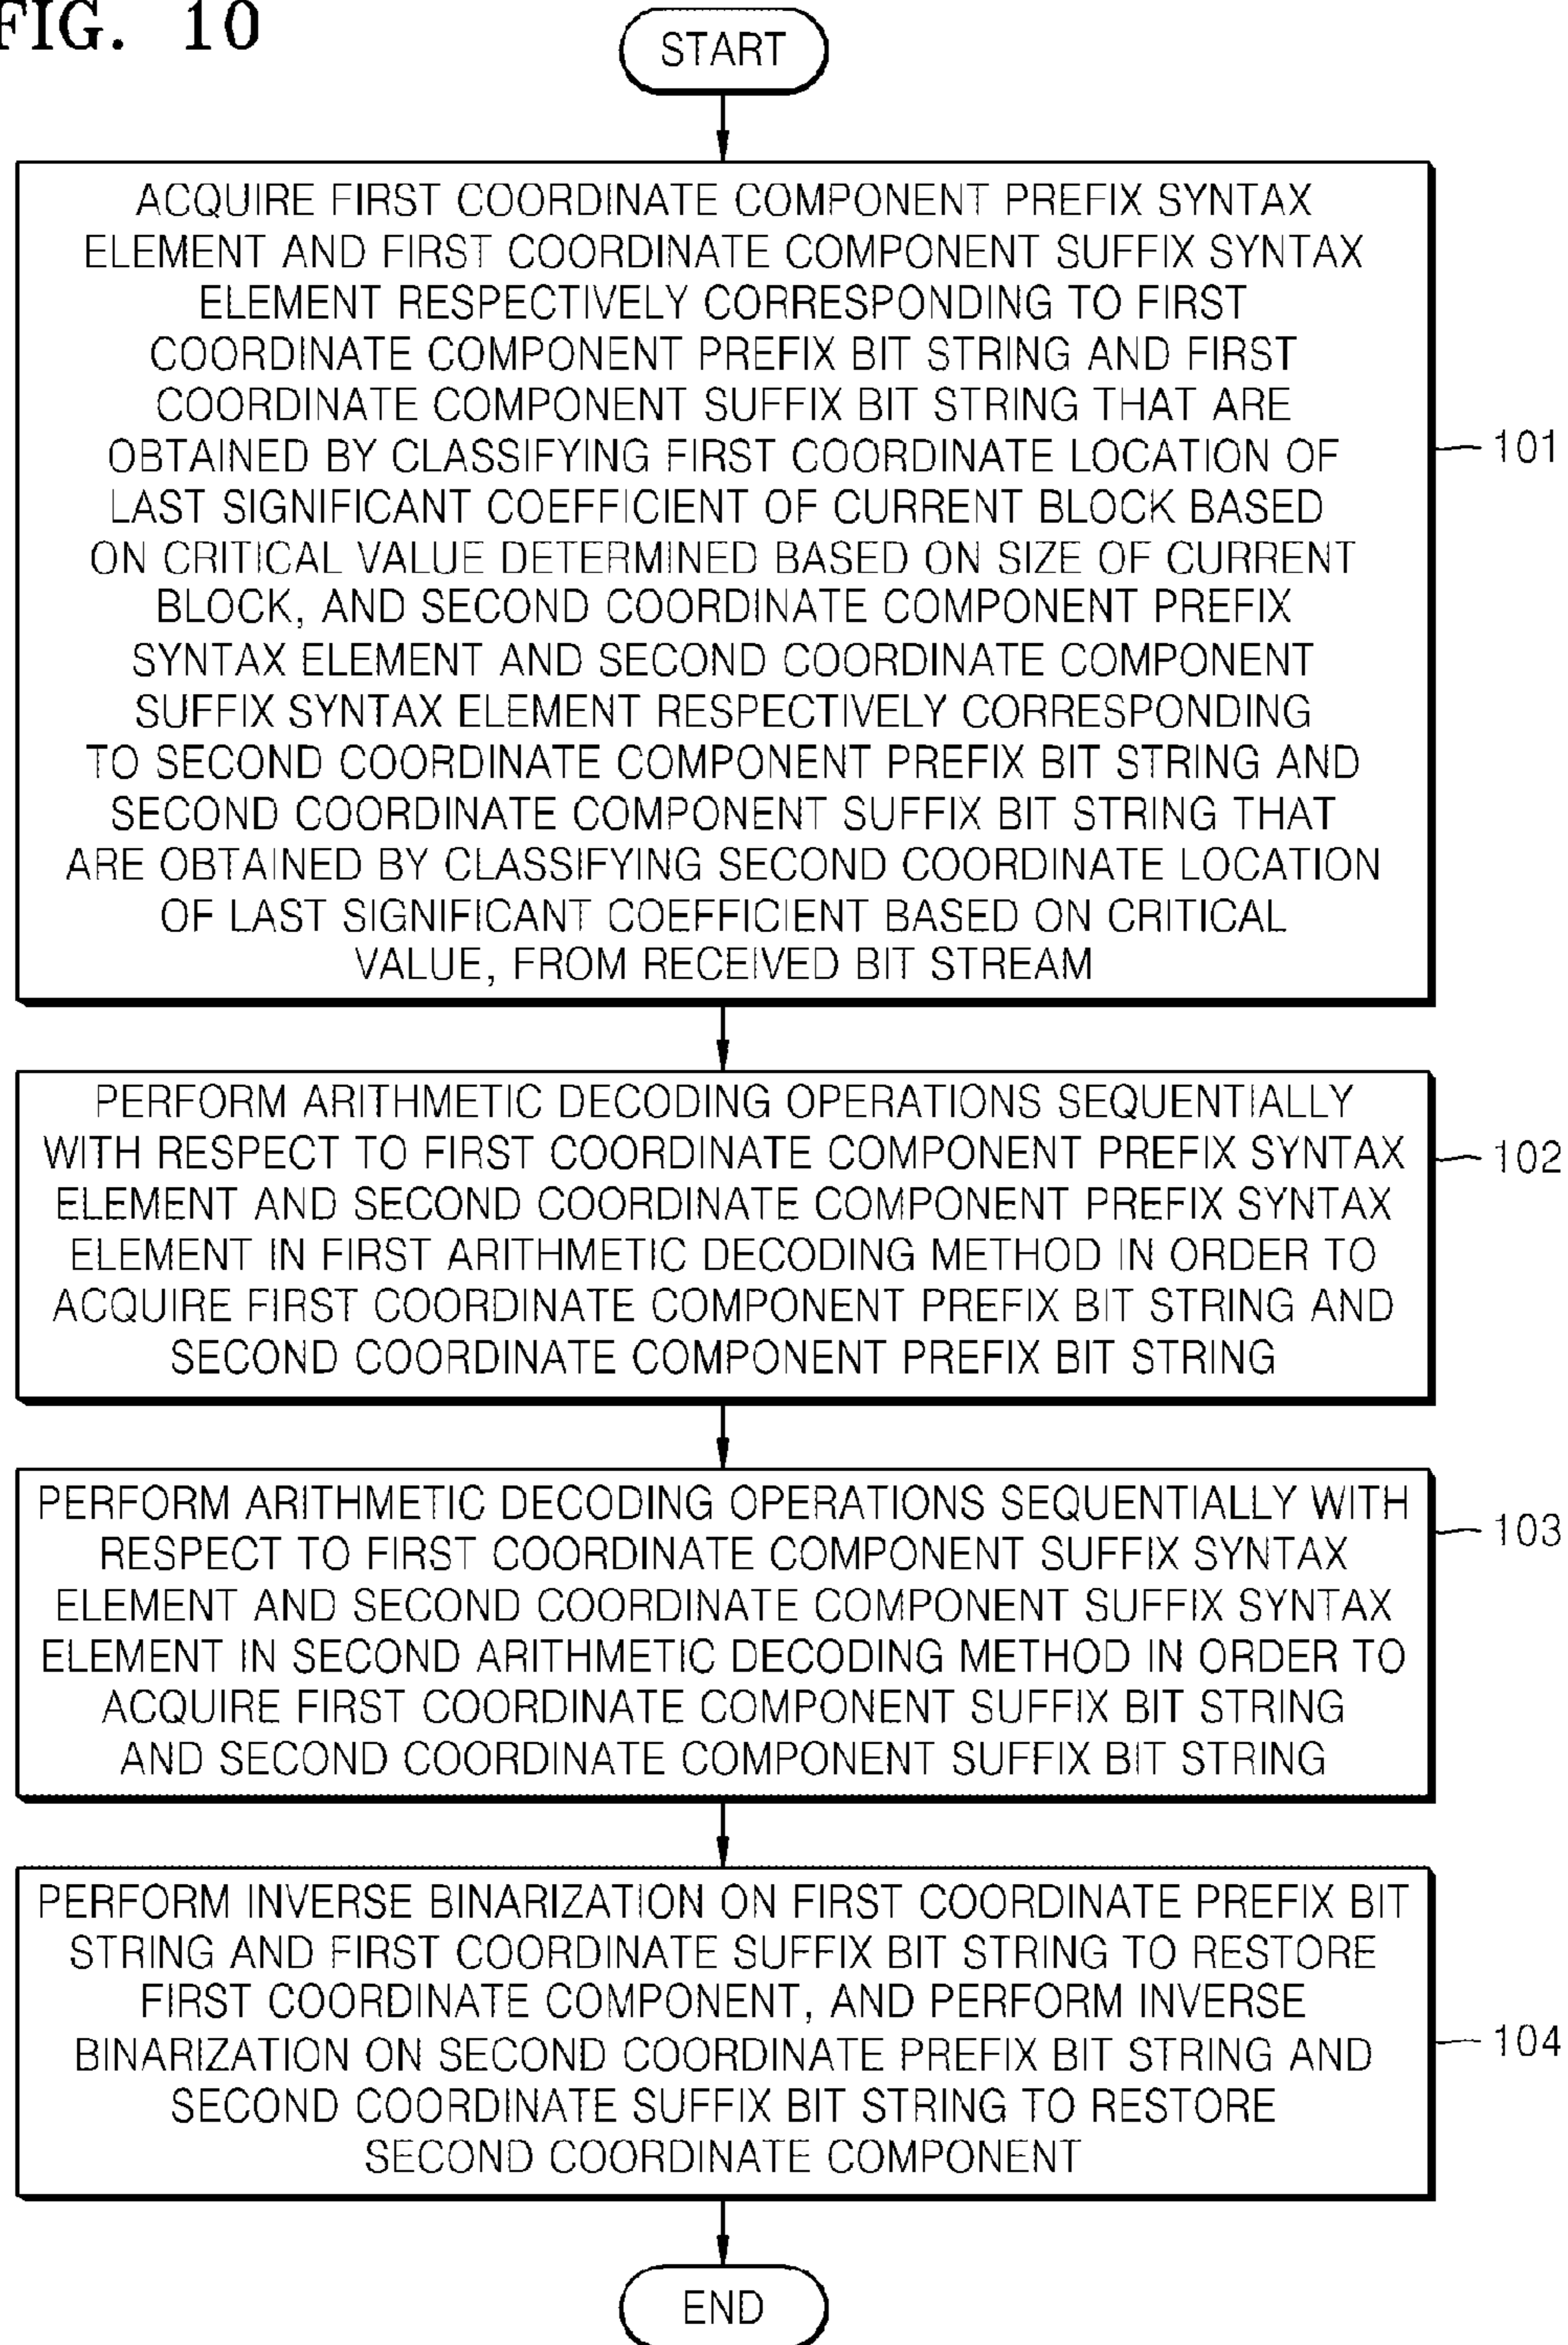 FIG. 10
START
ACQUIRE FIRST COORDINATE COMPONENT PREFIX SYNTAX
ELEMENT AND FIRST COORDINATE COMPONENT SUFFIX SYNTAX
ELEMENT RESPECTIVELY CORRESPONDING TO FIRST
COORDINATE COMPONENT PREFIX BIT STRING AND FIRST
COORDINATE COMPONENT SUFFIX BIT STRING THAT ARE
OBTAINED BY CLASSIFYING FIRST COORDINATE LOCATION OF
LAST SIGNIFICANT COEFFICIENT OF CURRENT BLOCK BASED
ON CRITICAL VALUE DETERMINED BASED ON SIZE OF CURRENT
BLOCK, AND SECOND COORDINATE COMPONENT PREFIX
SYNTAX ELEMENT AND SECOND COORDINATE COMPONENT
SUFFIX SYNTAX ELEMENT RESPECTIVELY CORRESPONDING
TO SECOND COORDINATE COMPONENT PREFIX BIT STRING AND
SECOND COORDINATE COMPONENT SUFFIX BIT STRING THAT
ARE OBTAINED BY CLASSIFYING SECOND COORDINATE LOCATION
OF LAST SIGNIFICANT COEFFICIENT BASED ON CRITICAL
VALUE, FROM RECEIVED BIT STREAM
101
PERFORM ARITHMETIC DECODING OPERATIONS SEQUENTIALLY
WITH RESPECT TO FIRST COORDINATE COMPONENT PREFIX SYNTAX
ELEMENT AND SECOND COORDINATE COMPONENT PREFIX SYNTAX
ELEMENT IN FIRST ARITHMETIC DECODING METHOD IN ORDER TO
ACQUIRE FIRST COORDINATE COMPONENT PREFIX BIT STRING AND
SECOND COORDINATE COMPONENT PREFIX BIT STRING
102
PERFORM ARITHMETIC DECODING OPERATIONS SEQUENTIALLY WITH
RESPECT TO FIRST COORDINATE COMPONENT SUFFIX SYNTAX
ELEMENT AND SECOND COORDINATE COMPONENT SUFFIX SYNTAX
ELEMENT IN SECOND ARITHMETIC DECODING METHOD IN ORDER TO
ACQUIRE FIRST COORDINATE COMPONENT SUFFIX BIT STRING
AND SECOND COORDINATE COMPONENT SUFFIX BIT STRING
103
PERFORM INVERSE BINARIZATION ON FIRST COORDINATE PREFIX BIT
STRING AND FIRST COORDINATE SUFFIX BIT STRING TO RESTORE
FIRST COORDINATE COMPONENT, AND PERFORM INVERSE
BINARIZATION ON SECOND COORDINATE PREFIX BIT STRING AND
SECOND COORDINATE SUFFIX BIT STRING TO RESTORE
SECOND COORDINATE COMPONENT
104
END